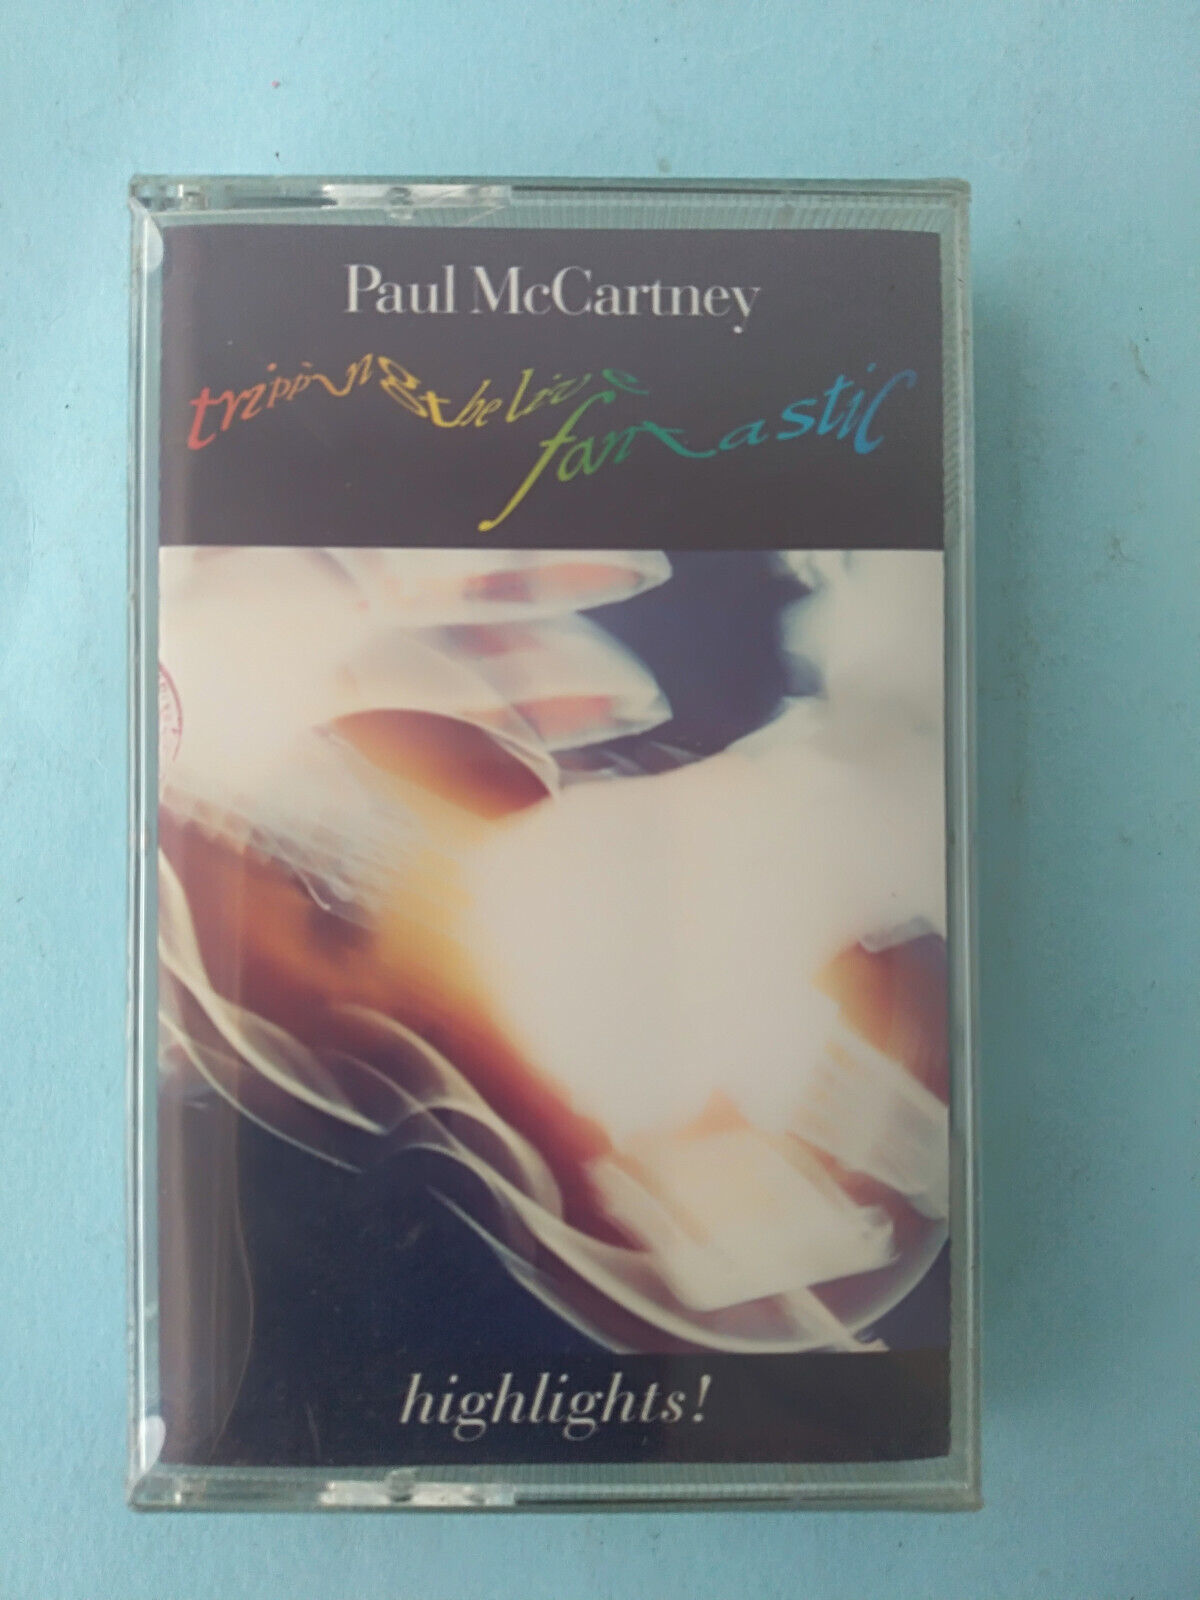 Paul McCartney
tripping the live
fantastic
highlights!